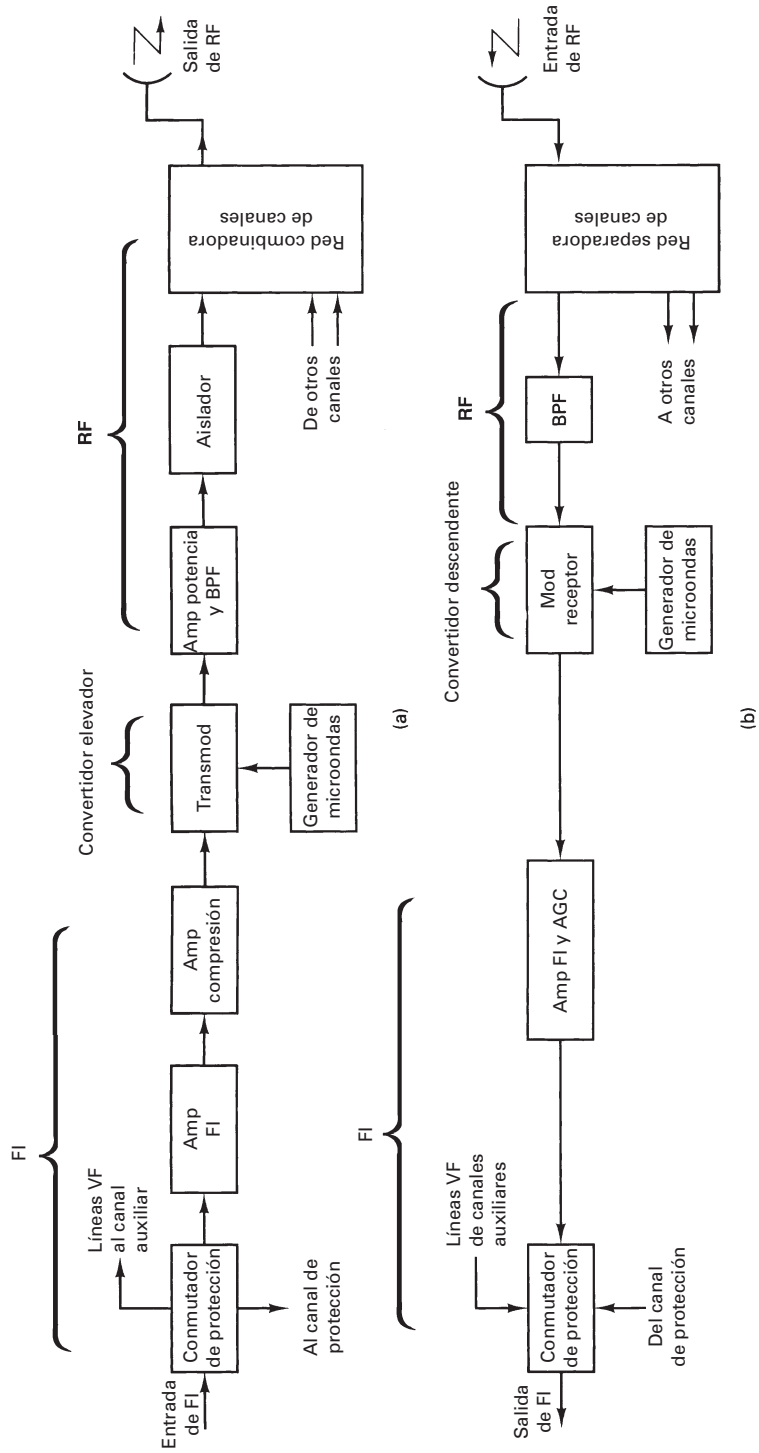 FI
Convertidor elevador
RF
Líneas VF
al canal
auxiliar
Entrada
de FI
Conmutador
de protección
Al canal de
protección
Amp
FI
Amp
compresión
Transmod
Generador de
microondas
Amp potencia
y BPF
Aislador
De otros
canales
Red combinadora
de canales
Salida
de RF
(a)
FI
Convertidor descendente
RF
Líneas VF
de canales
auxiliares
Salida
de FI
Conmutador
de protección
Del canal
de protección
Amp FI y AGC
Mod
receptor
Generador de
microondas
BPF
A otros
canales
Red separadora
de canales
Entrada
de RF
(b)